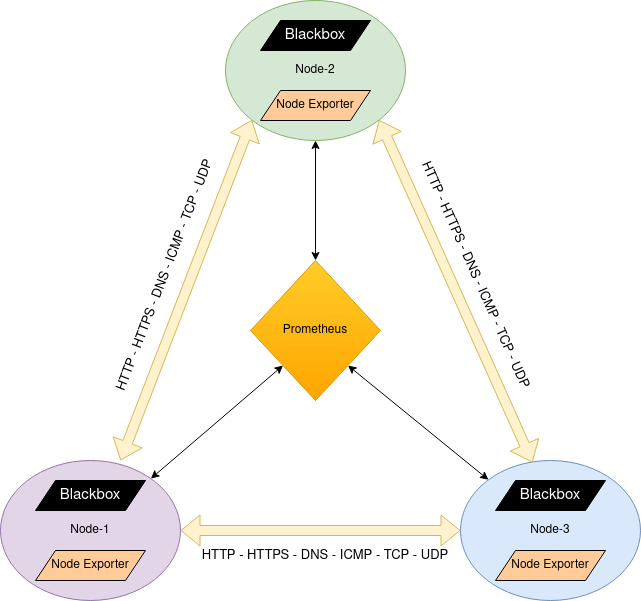 Blackbox
Node-2
Node Exporter
HTTP - HTTPS - DNS - ICMP - TCP - UDP
HTTP - HTTPS - DNS - ICMP - TCP - UDP
Prometheus
Blackbox
Node-1
Node Exporter
HTTP - HTTPS - DNS - ICMP - TCP - UDP
Blackbox
Node-3
Node Exporter